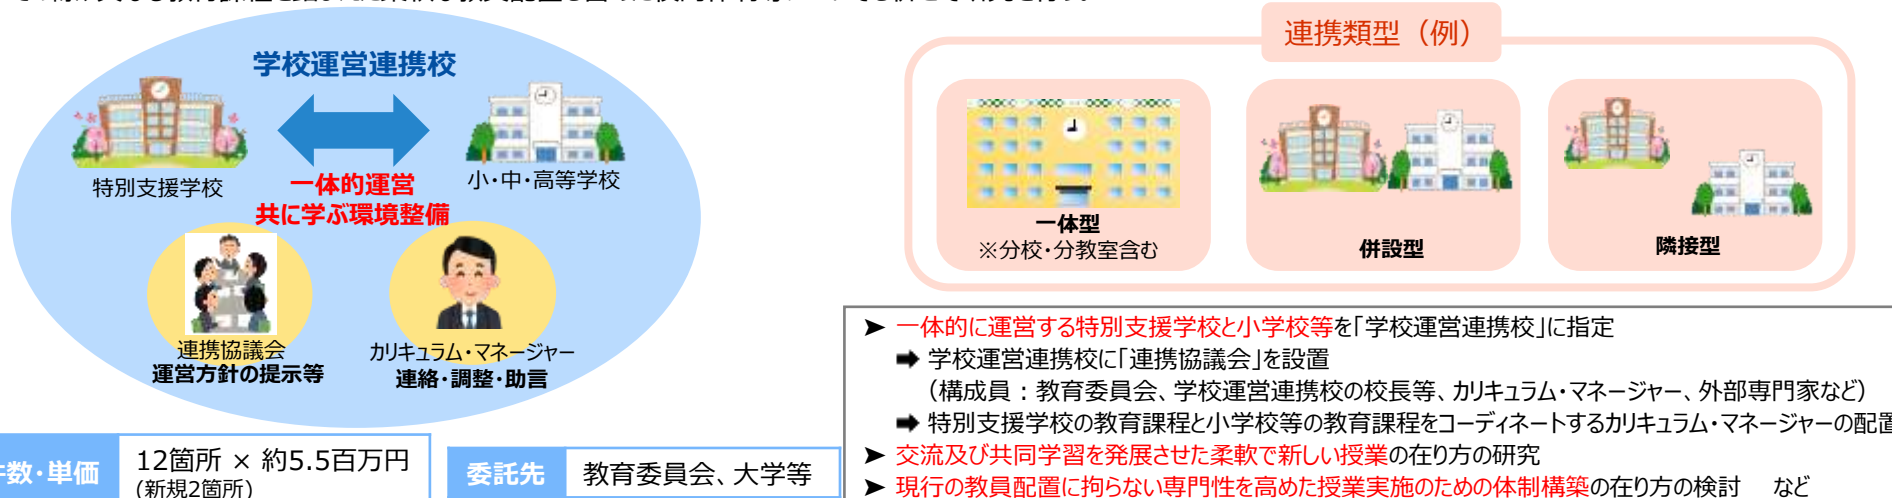 学校運営連携校
特別支援学校
小・中・高等学校
一体的運営
共に学ぶ環境整備
連携協議会
運営方針の提示等
カリキュラム・マネージャー
連絡・調整・助言
件数・単価
12箇所 × 約5.5百万円
(新規2箇所)
委託先
教育委員会、大学等
連携類型（例）
一体型
※分校・分教室含む
併設型
隣接型
➤ 一体的に運営する特別支援学校と小学校等を「学校運営連携校」に指定
➡ 学校運営連携校に「連携協議会」を設置
（構成員：教育委員会、学校運営連携校の校長等、カリキュラム・マネージャー、外部専門家など）
➡ 特別支援学校の教育課程と小学校等の教育課程をコーディネートするカリキュラム・マネージャーの配置
➤ 交流及び共同学習を発展させた柔軟で新しい授業の在り方の研究
➤ 現行の教員配置に拘らない専門性を高めた授業実施のための体制構築の在り方の検討　など